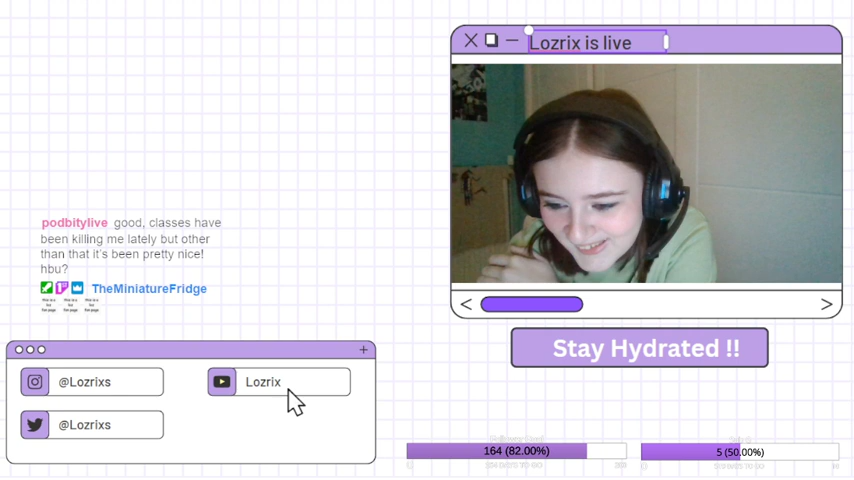 Lozrix is live
podbitylive good, classes have
been killing me lately but other
than that it's been pretty nice!
hbu?
TheMiniatureFridge
Stay Hydrated !!
@Lozrixs
Lozrix
@Lozrixs
164 (82.00%)
5 (50.00%)